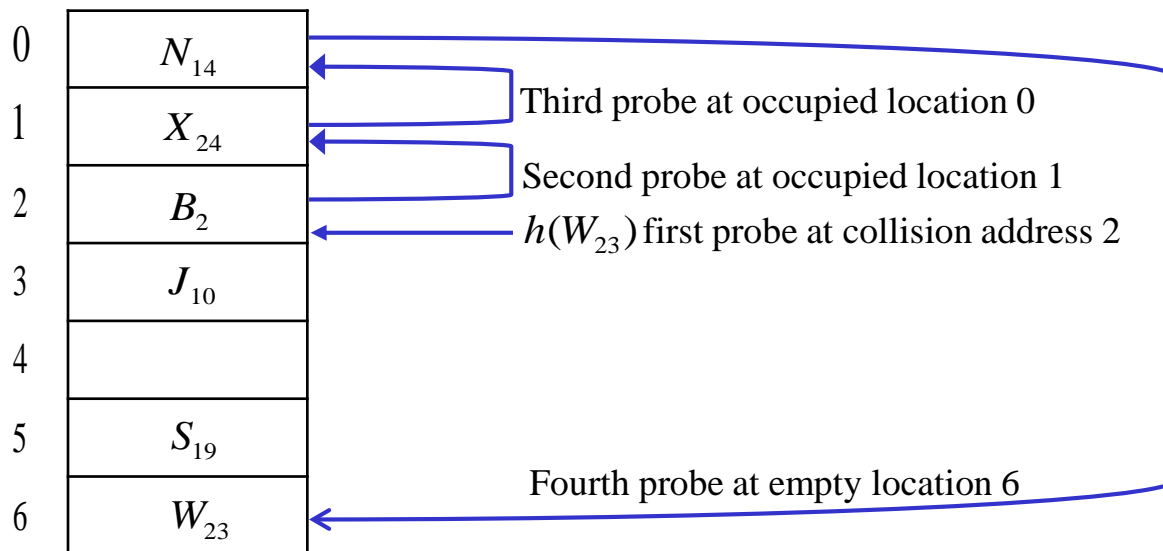 0 N₁₄
Third probe at occupied location 0
1 X₂₄
Second probe at occupied location 1
2 B₂
h(W₂₃) first probe at collision address 2
3 J₁₀
4
5 S₁₉
Fourth probe at empty location 6
6 W₂₃